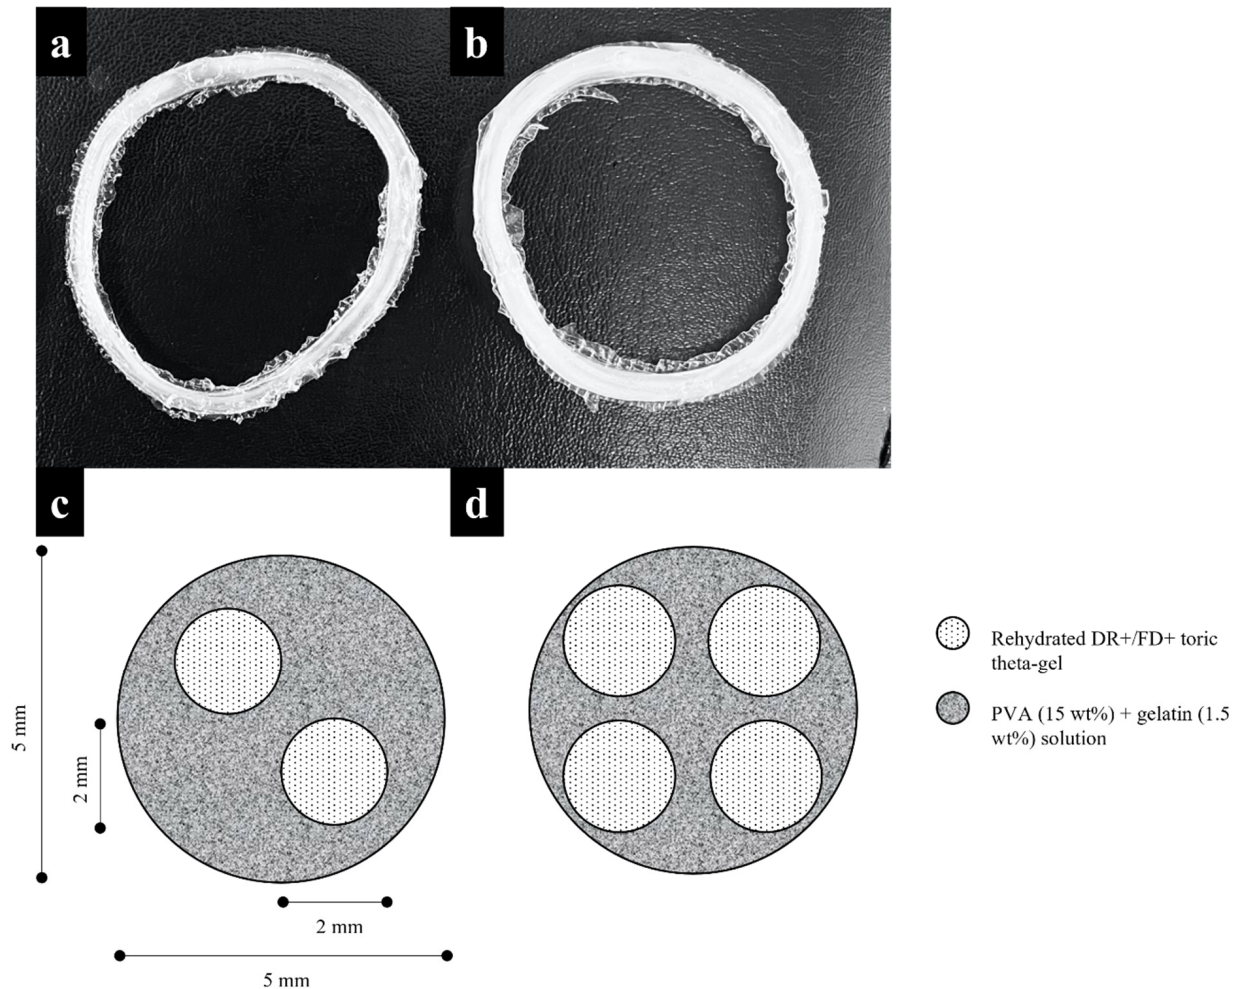 a
b
c
d
5 mm
2 mm
2 mm
5 mm
Rehydrated DR+/FD+ toric
theta-gel
PVA (15 wt%) + gelatin (1.5
wt%) solution